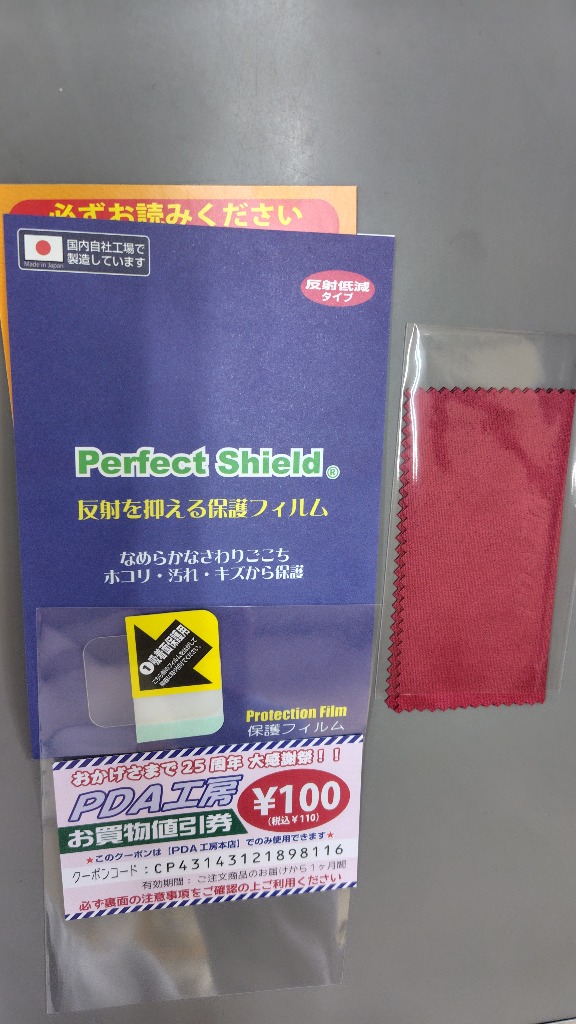 必ずお読みください
国内自社工場で
製造しています
Made in Japan
反射低減
タイプ
Perfect Shield®
反射を抑える保護フィルム
なめらかなさわりごこち
ホコリ・汚れ・キズから保護
①吸着面保護用
Protection Film
保護フィルム
おかげさまで25周年 大感謝祭！！
PDA工房
お買物値引券
¥100
(税込¥110)
★このクーポンは【PDA工房本店】でのみ使用できます★
クーポンコード：CP43143121898116
有効期間：ご注文商品のお届けから1ヶ月間
必ず裏面の注意事項をご確認の上ご利用ください